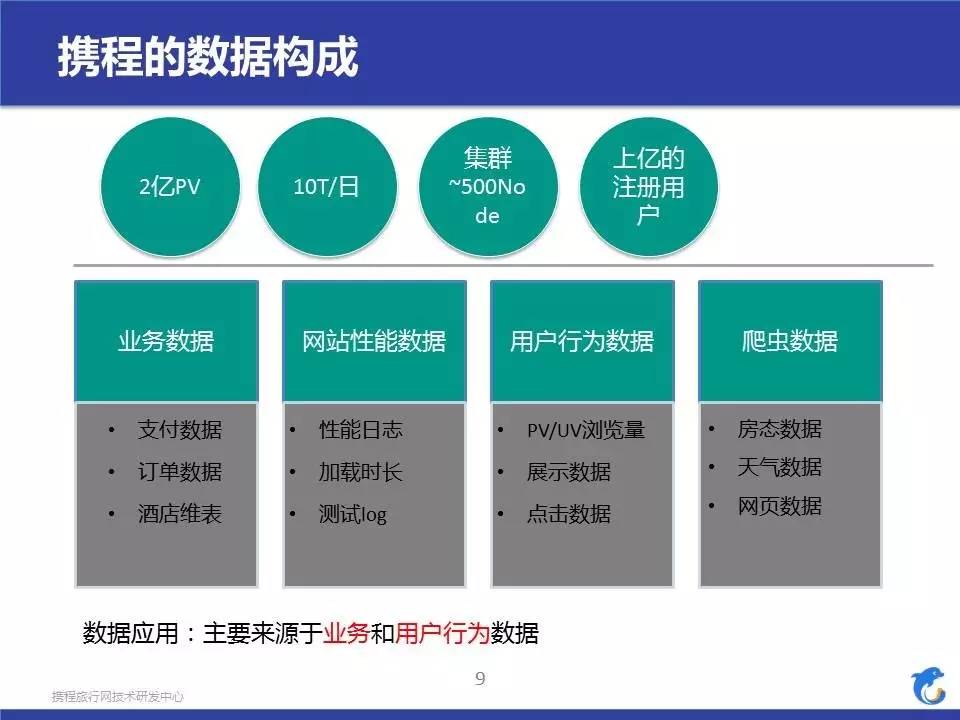 携程的数据构成
2亿PV
10T/日
集群
~500No
de
上亿的
注册用
户
业务数据
• 支付数据
• 订单数据
• 酒店维表
网站性能数据
• 性能日志
• 加载时长
• 测试log
用户行为数据
• PV/UV浏览量
• 展示数据
• 点击数据
爬虫数据
• 房态数据
• 天气数据
• 网页数据
数据应用：主要来源于业务和用户行为数据
9
携程旅行网技术研发中心